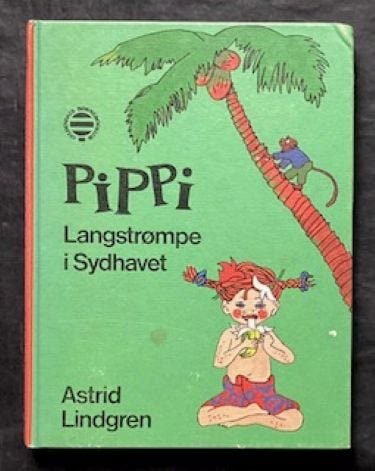 PiPPi
Langstrømpe
i Sydhavet
Astrid
Lindgren